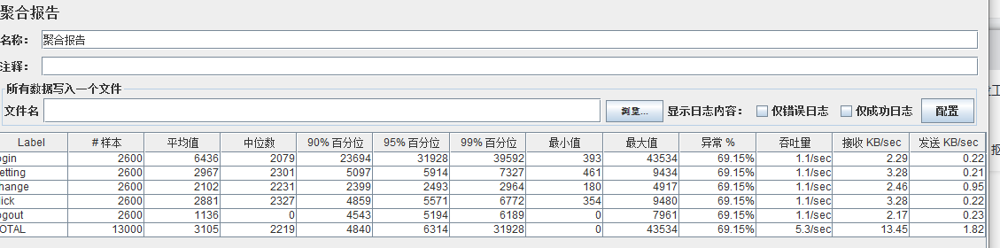 聚合报告
名称： 聚合报告
注释：
所有数据写入一个文件
文件名 浏览... 显示日志内容： 仅错误日志 仅成功日志 配置
Label # 样本 平均值 中位数 90% 百分位 95% 百分位 99% 百分位 最小值 最大值 异常 % 吞吐量 接收 KB/sec 发送 KB/sec
ogin 2600 6436 2079 23694 31928 39592 393 43534 69.15% 1.1/sec 2.29 0.22
etting 2600 2967 2301 5097 5914 7327 461 9434 69.15% 1.1/sec 3.28 0.21
hange 2600 2102 2231 2399 2493 2964 180 4917 69.15% 1.1/sec 2.46 0.95
lick 2600 2881 2327 4859 5571 6772 354 9480 69.15% 1.1/sec 3.28 0.22
ogout 2600 1136 0 4543 5194 6189 0 7961 69.15% 1.1/sec 2.17 0.23
OTAL 13000 3105 2219 4840 6314 31928 0 43534 69.15% 5.3/sec 13.45 1.82